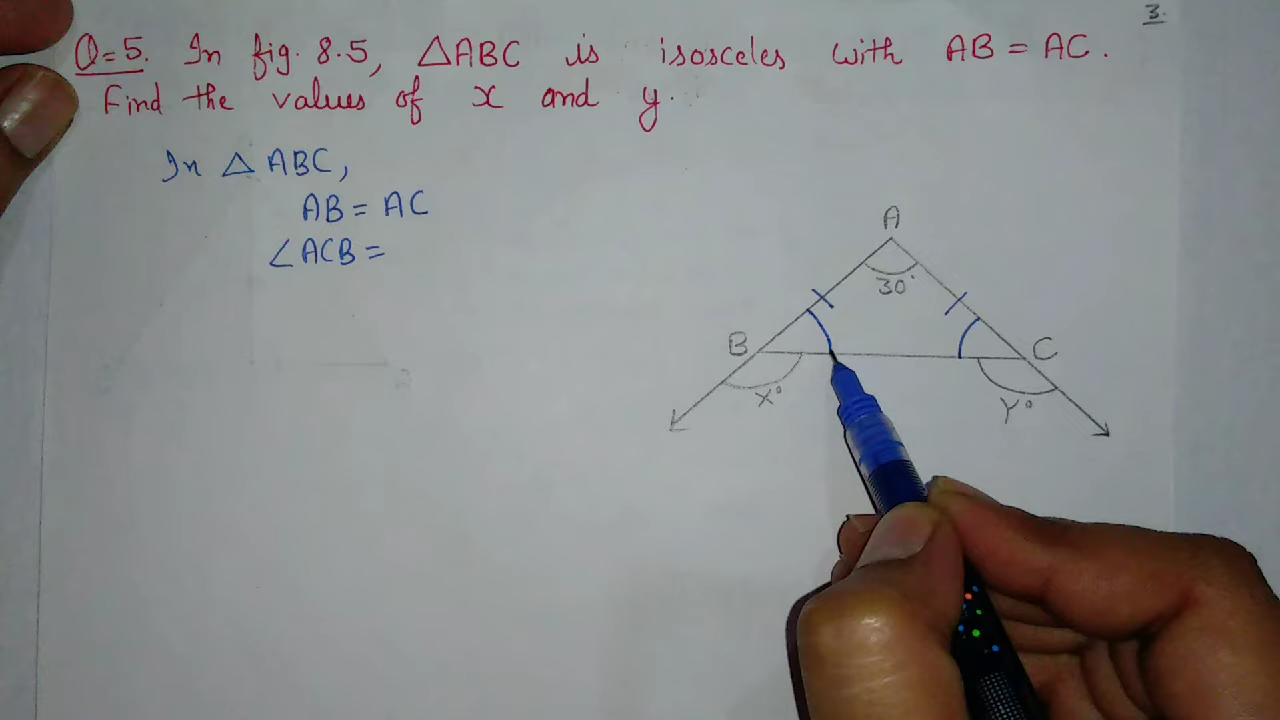 3.
Q=5. In fig. 8.5, △ABC is isosceles with AB = AC.
Find the values of x and y.
In △ ABC,
AB = AC
∠ACB =
A
30°
B
C
X°
Y°